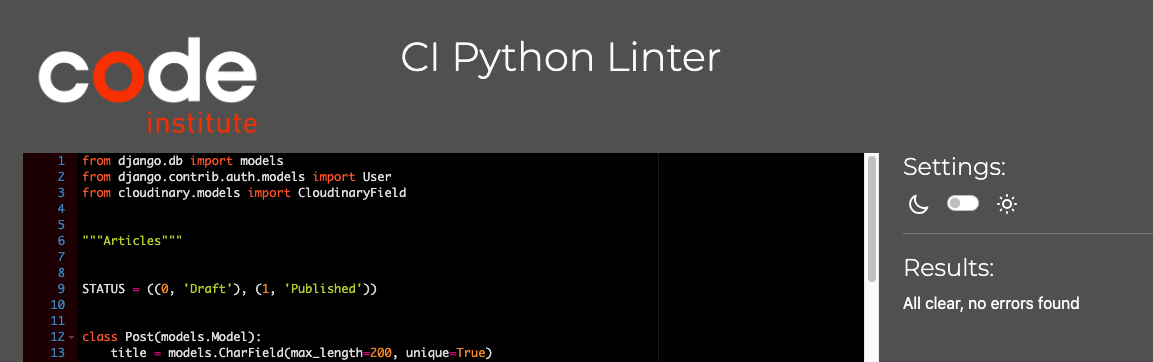 code
institute
CI Python Linter
1 from django.db import models
2 from django.contrib.auth.models import User
3 from cloudinary.models import CloudinaryField
4
5
6 """Articles"""
7
8
9 STATUS = ((0, 'Draft'), (1, 'Published'))
10
11
12 class Post(models.Model):
13     title = models.CharField(max_length=200, unique=True)
Settings:
Results:
All clear, no errors found